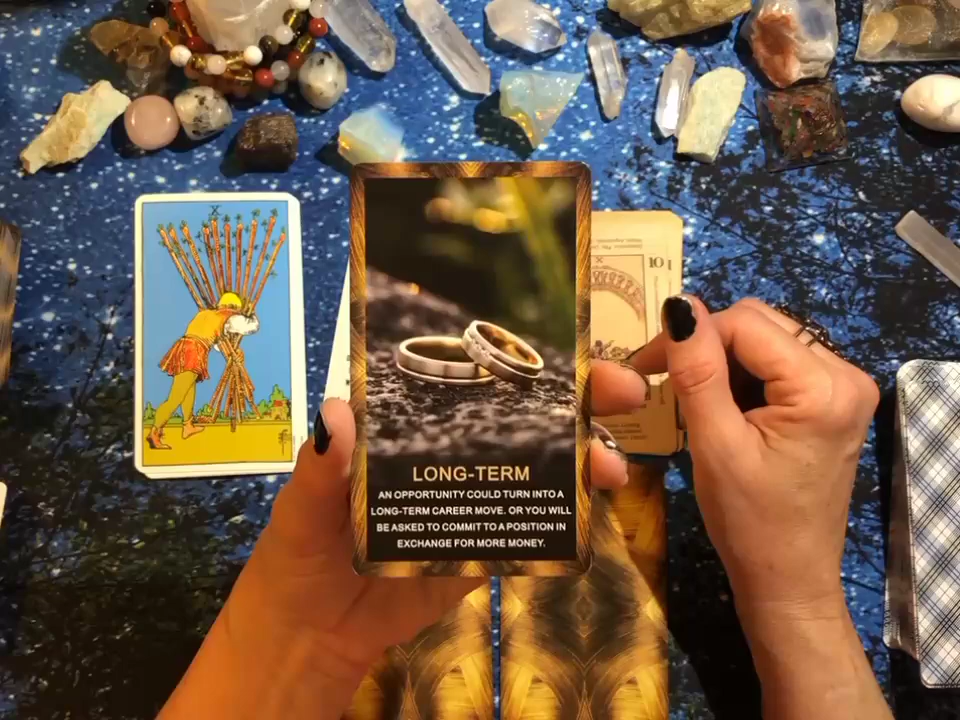 X
10
LONG-TERM
AN OPPORTUNITY COULD TURN INTO A
LONG-TERM CAREER MOVE. OR YOU WILL
BE ASKED TO COMMIT TO A POSITION IN
EXCHANGE FOR MORE MONEY.